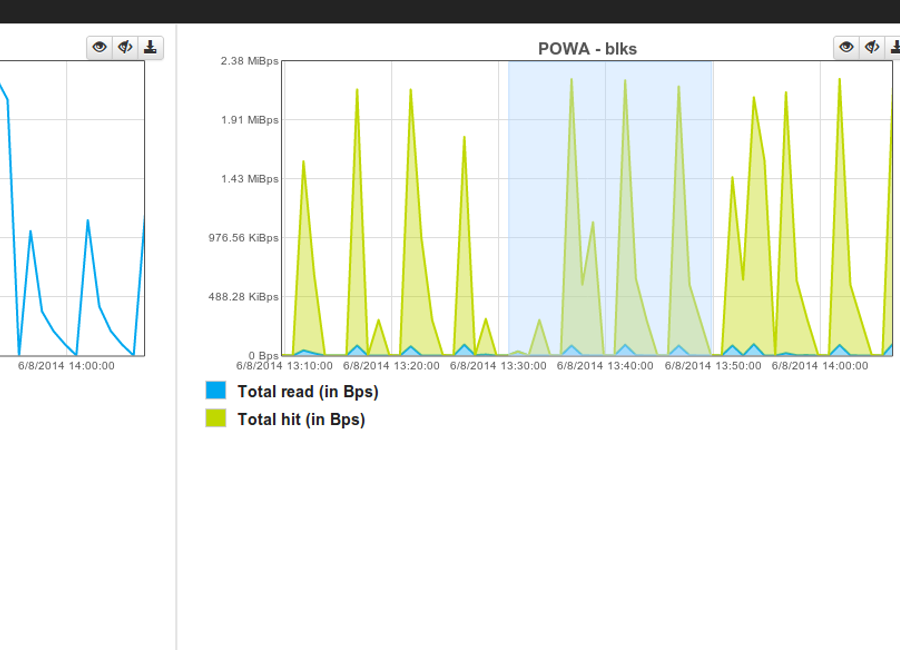 POWA - blks
2.38 MiBps
1.91 MiBps
1.43 MiBps
976.56 KiBps
488.28 KiBps
0 Bps
6/8/2014 14:00:00
6/8/2014 13:10:00 6/8/2014 13:20:00 6/8/2014 13:30:00 6/8/2014 13:40:00 6/8/2014 13:50:00 6/8/2014 14:00:00
Total read (in Bps)
Total hit (in Bps)